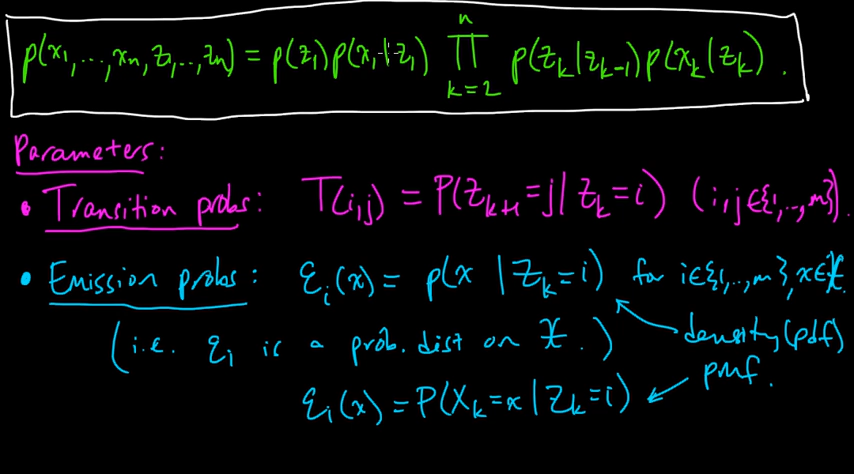 p(x₁,...,xₙ,z₁,...,zₙ) = p(z₁)p(x₁|z₁) ∏ₖ₌₂ⁿ p(zₖ|zₖ₋₁)p(xₖ|zₖ).
Parameters:
• Transition probs: T(i,j) = P(Zₖ₊₁=j|Zₖ=i) (i,j∈{1,..,m}).
• Emission probs: εᵢ(x) = p(x |Zₖ=i) for i∈{1,..,m}, x∈𝒳.
(i.e. εᵢ is a prob. dist on 𝒳.)
density (pdf)
εᵢ(x) = P(Xₖ=x|Zₖ=i)
pmf.